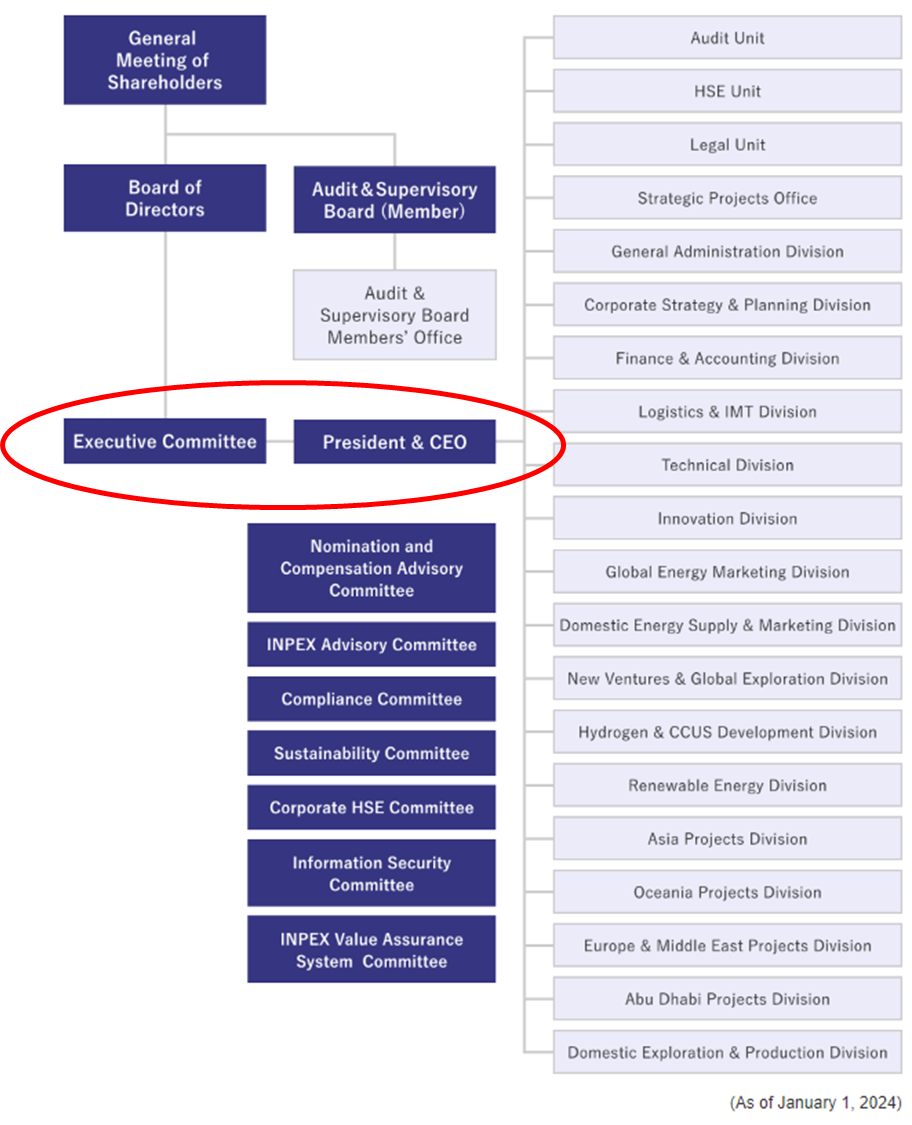 General
Meeting of
Shareholders
Board of
Directors
Audit & Supervisory
Board (Member)
Audit &
Supervisory Board
Members' Office
Executive Committee
President & CEO
Nomination and
Compensation Advisory
Committee
INPEX Advisory Committee
Compliance Committee
Sustainability Committee
Corporate HSE Committee
Information Security
Committee
INPEX Value Assurance
System Committee
Audit Unit
HSE Unit
Legal Unit
Strategic Projects Office
General Administration Division
Corporate Strategy & Planning Division
Finance & Accounting Division
Logistics & IMT Division
Technical Division
Innovation Division
Global Energy Marketing Division
Domestic Energy Supply & Marketing Division
New Ventures & Global Exploration Division
Hydrogen & CCUS Development Division
Renewable Energy Division
Asia Projects Division
Oceania Projects Division
Europe & Middle East Projects Division
Abu Dhabi Projects Division
Domestic Exploration & Production Division
(As of January 1, 2024)